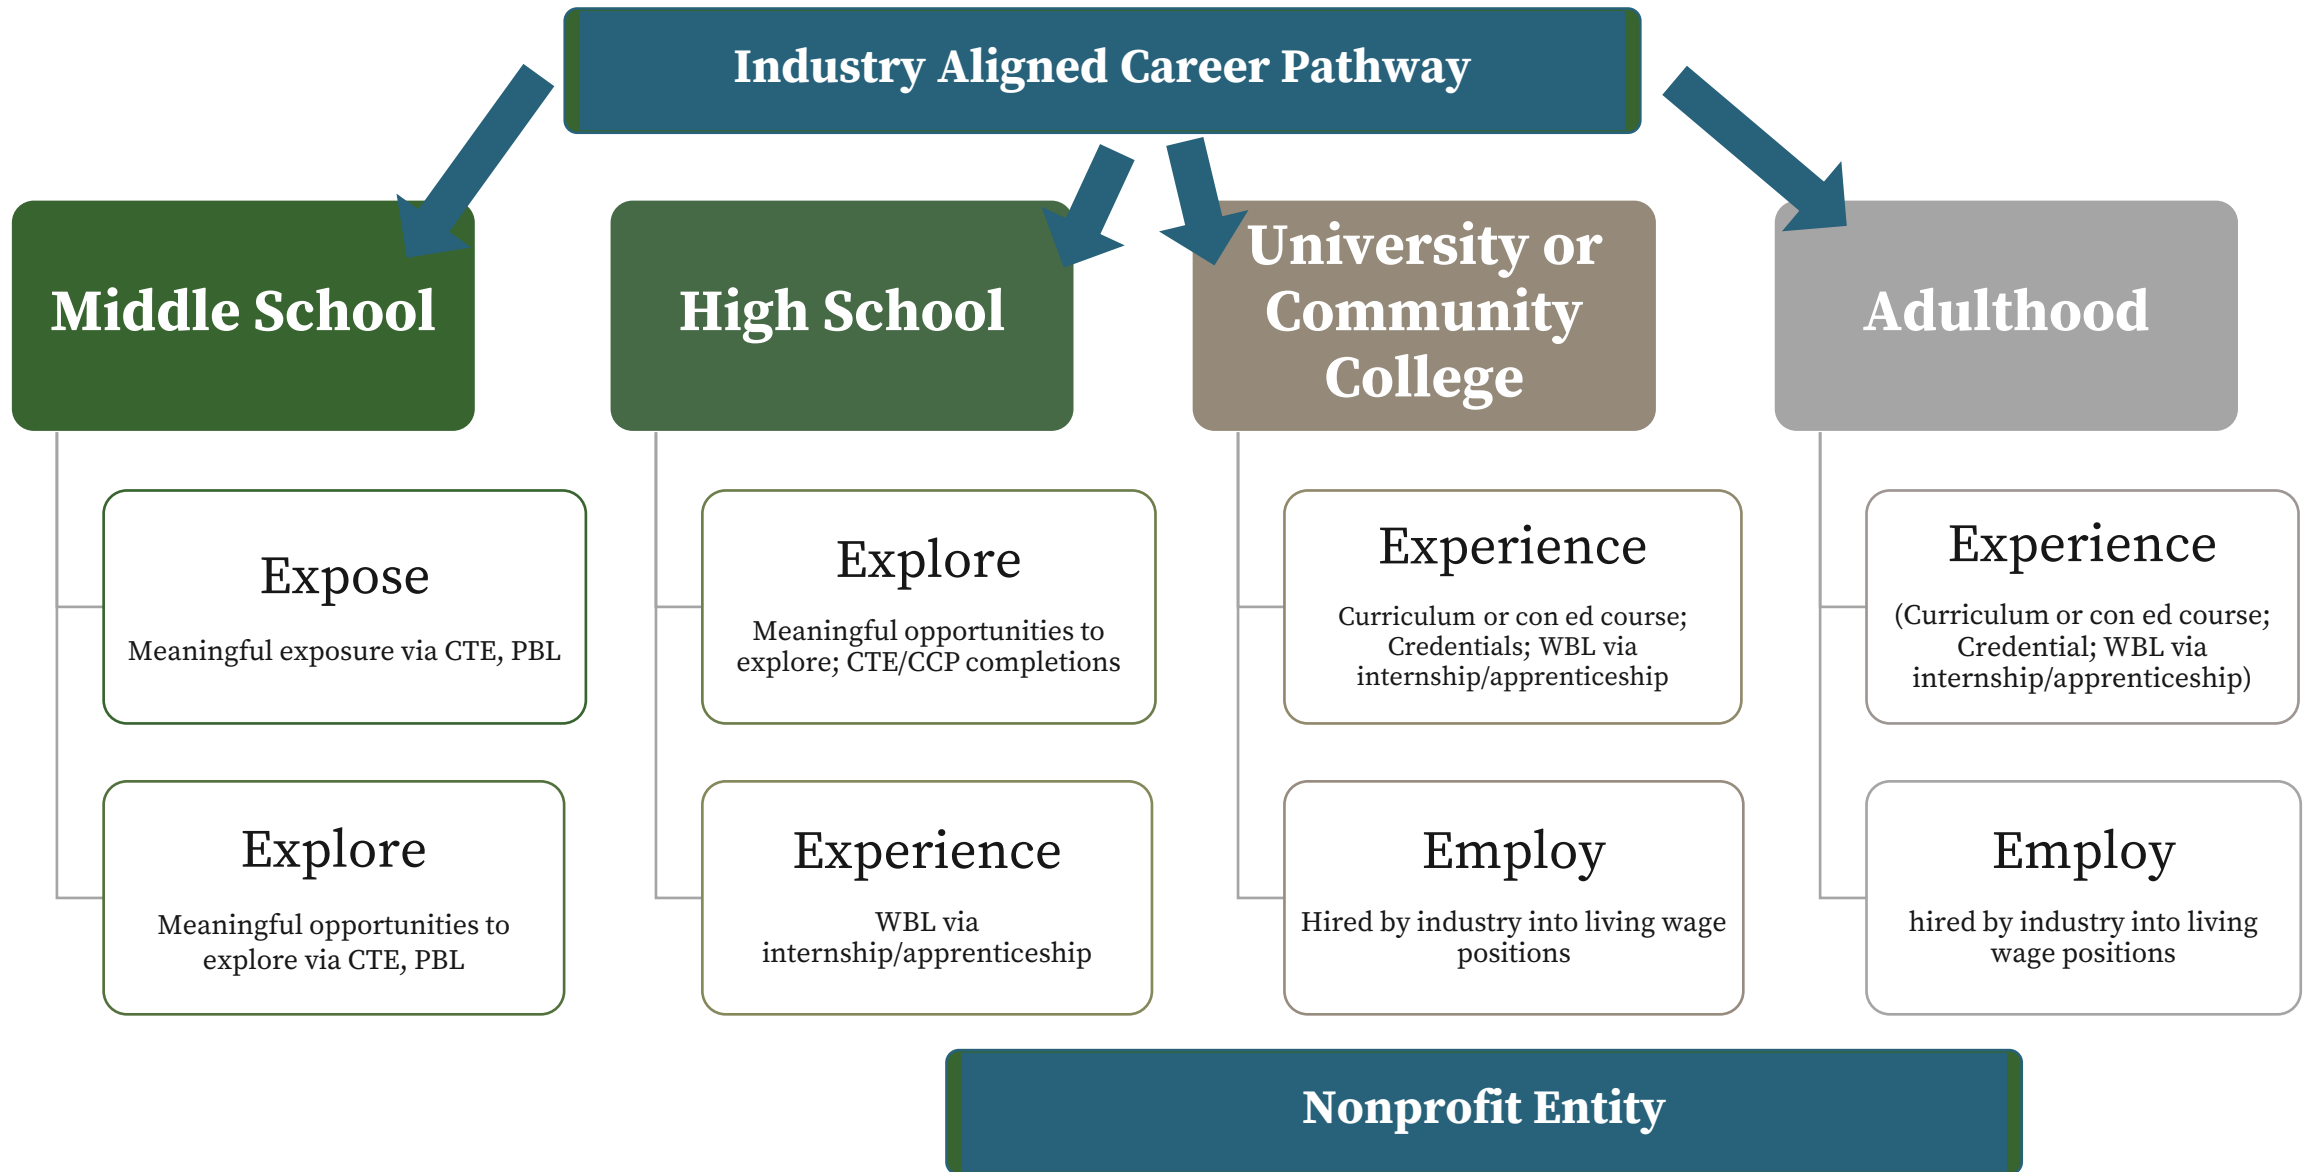 Industry Aligned Career Pathway
Middle School
Expose
Meaningful exposure via CTE, PBL
Explore
Meaningful opportunities to
explore via CTE, PBL
High School
Explore
Meaningful opportunities to
explore; CTE/CCP completions
Experience
WBL via
internship/apprenticeship
University or
Community
College
Experience
Curriculum or con ed course;
Credentials; WBL via
internship/apprenticeship
Employ
Hired by industry into living wage
positions
Adulthood
Experience
(Curriculum or con ed course;
Credential; WBL via
internship/apprenticeship)
Employ
hired by industry into living
wage positions
Nonprofit Entity